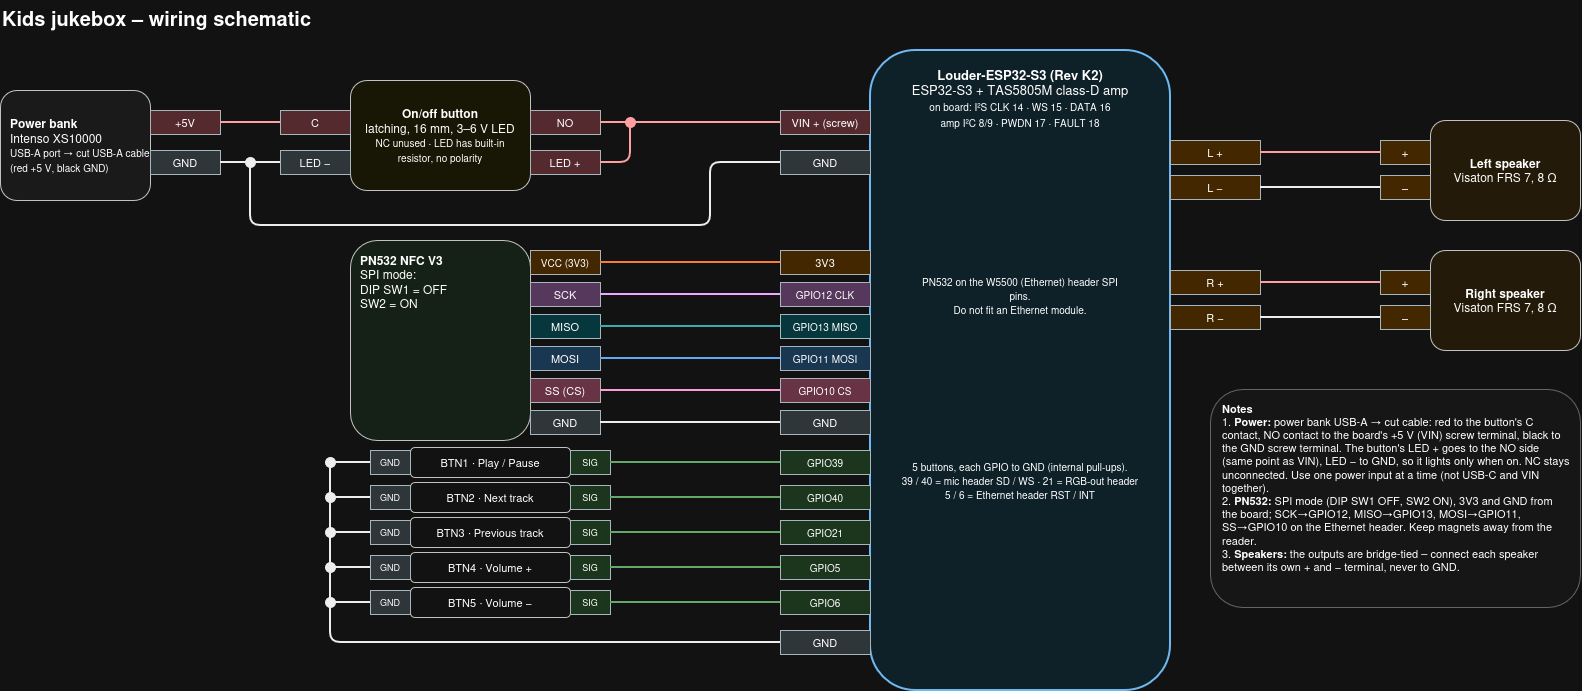 Kids jukebox – wiring schematic
Power bank
Intenso XS10000
USB-A port → cut USB-A cable
(red +5 V, black GND)
+5V
GND
C
LED –
On/off button
latching, 16 mm, 3–6 V LED
NC unused · LED has built-in
resistor, no polarity
NO
LED +
VIN + (screw)
GND
Louder-ESP32-S3 (Rev K2)
ESP32-S3 + TAS5805M class-D amp
on board: I²S CLK 14 · WS 15 · DATA 16
amp I²C 8/9 · PWDN 17 · FAULT 18
L +
L –
+
–
Left speaker
Visaton FRS 7, 8 Ω
R +
R –
+
–
Right speaker
Visaton FRS 7, 8 Ω
PN532 NFC V3
SPI mode:
DIP SW1 = OFF
SW2 = ON
VCC (3V3)
SCK
MISO
MOSI
SS (CS)
GND
3V3
GPIO12 CLK
GPIO13 MISO
GPIO11 MOSI
GPIO10 CS
GND
PN532 on the W5500 (Ethernet) header SPI
pins.
Do not fit an Ethernet module.
GND
BTN1 · Play / Pause
SIG
GPIO39
GND
BTN2 · Next track
SIG
GPIO40
GND
BTN3 · Previous track
SIG
GPIO21
GND
BTN4 · Volume +
SIG
GPIO5
GND
BTN5 · Volume –
SIG
GPIO6
GND
5 buttons, each GPIO to GND (internal pull-ups).
39 / 40 = mic header SD / WS · 21 = RGB-out header
5 / 6 = Ethernet header RST / INT
Notes
1. Power: power bank USB-A → cut cable: red to the button's C
contact, NO contact to the board's +5 V (VIN) screw terminal, black to
the GND screw terminal. The button's LED + goes to the NO side
(same point as VIN), LED – to GND, so it lights only when on. NC stays
unconnected. Use one power input at a time (not USB-C and VIN
together).
2. PN532: SPI mode (DIP SW1 OFF, SW2 ON), 3V3 and GND from
the board; SCK→GPIO12, MISO→GPIO13, MOSI→GPIO11,
SS→GPIO10 on the Ethernet header. Keep magnets away from the
reader.
3. Speakers: the outputs are bridge-tied – connect each speaker
between its own + and – terminal, never to GND.